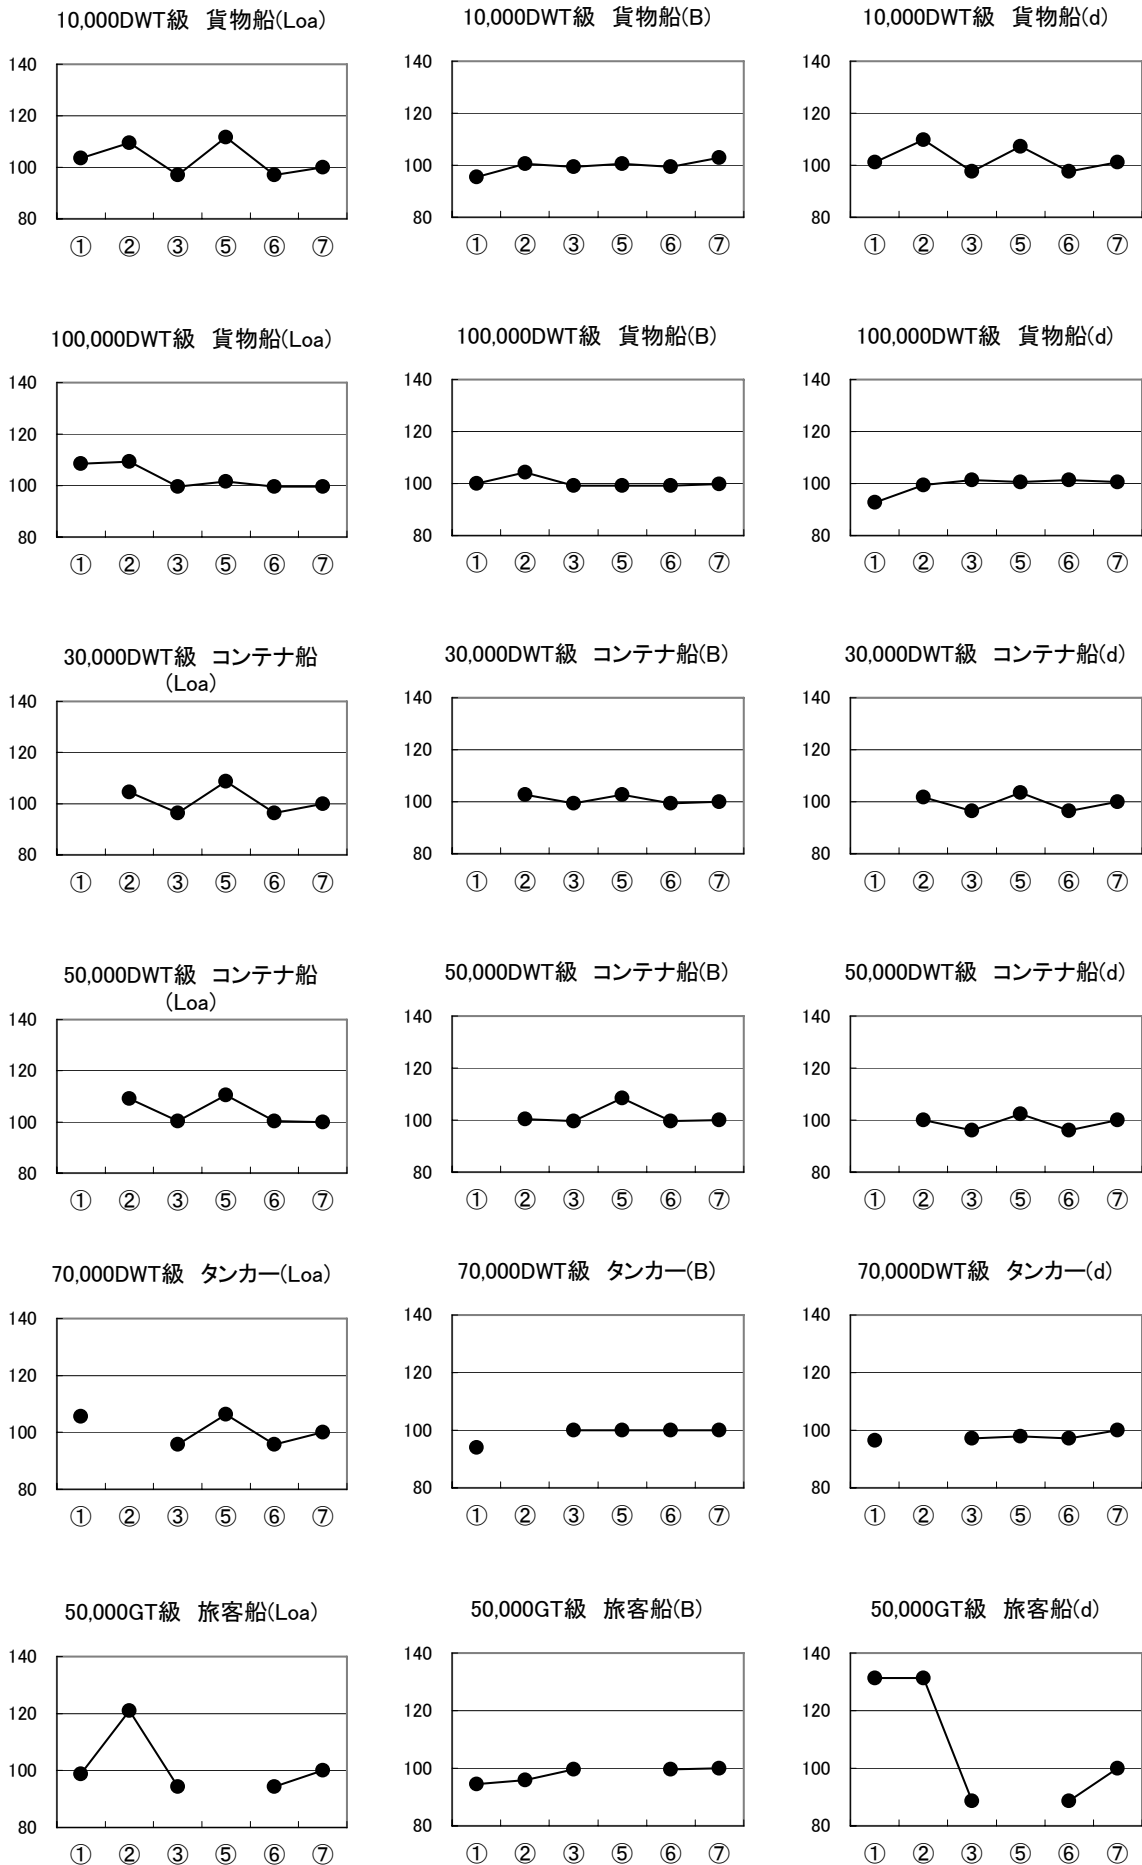 10,000DWT級　貨物船(Loa)
140
120
100
80
① ② ③ ⑤ ⑥ ⑦
10,000DWT級　貨物船(B)
140
120
100
80
① ② ③ ⑤ ⑥ ⑦
10,000DWT級　貨物船(d)
140
120
100
80
① ② ③ ⑤ ⑥ ⑦
100,000DWT級　貨物船(Loa)
140
120
100
80
① ② ③ ⑤ ⑥ ⑦
100,000DWT級　貨物船(B)
140
120
100
80
① ② ③ ⑤ ⑥ ⑦
100,000DWT級　貨物船(d)
140
120
100
80
① ② ③ ⑤ ⑥ ⑦
30,000DWT級　コンテナ船
(Loa)
140
120
100
80
① ② ③ ⑤ ⑥ ⑦
30,000DWT級　コンテナ船(B)
140
120
100
80
① ② ③ ⑤ ⑥ ⑦
30,000DWT級　コンテナ船(d)
140
120
100
80
① ② ③ ⑤ ⑥ ⑦
50,000DWT級　コンテナ船
(Loa)
140
120
100
80
① ② ③ ⑤ ⑥ ⑦
50,000DWT級　コンテナ船(B)
140
120
100
80
① ② ③ ⑤ ⑥ ⑦
50,000DWT級　コンテナ船(d)
140
120
100
80
① ② ③ ⑤ ⑥ ⑦
70,000DWT級　タンカー(Loa)
140
120
100
80
① ② ③ ⑤ ⑥ ⑦
70,000DWT級　タンカー(B)
140
120
100
80
① ② ③ ⑤ ⑥ ⑦
70,000DWT級　タンカー(d)
140
120
100
80
① ② ③ ⑤ ⑥ ⑦
50,000GT級　旅客船(Loa)
140
120
100
80
① ② ③ ⑤ ⑥ ⑦
50,000GT級　旅客船(B)
140
120
100
80
① ② ③ ⑤ ⑥ ⑦
50,000GT級　旅客船(d)
140
120
100
80
① ② ③ ⑤ ⑥ ⑦